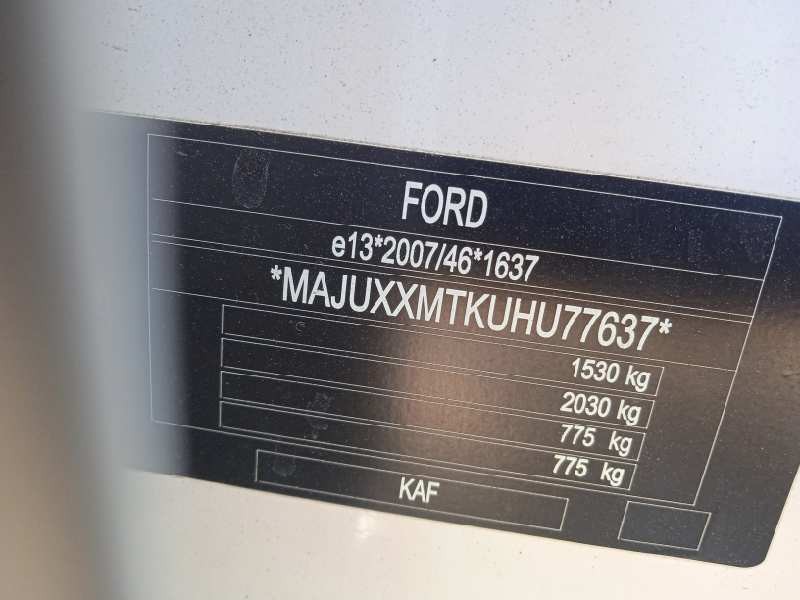 FORD
e13*2007/46*1637
*MAJUXXMTKUHU77637*
1530 kg
2030 kg
775 kg
775 kg
KAF